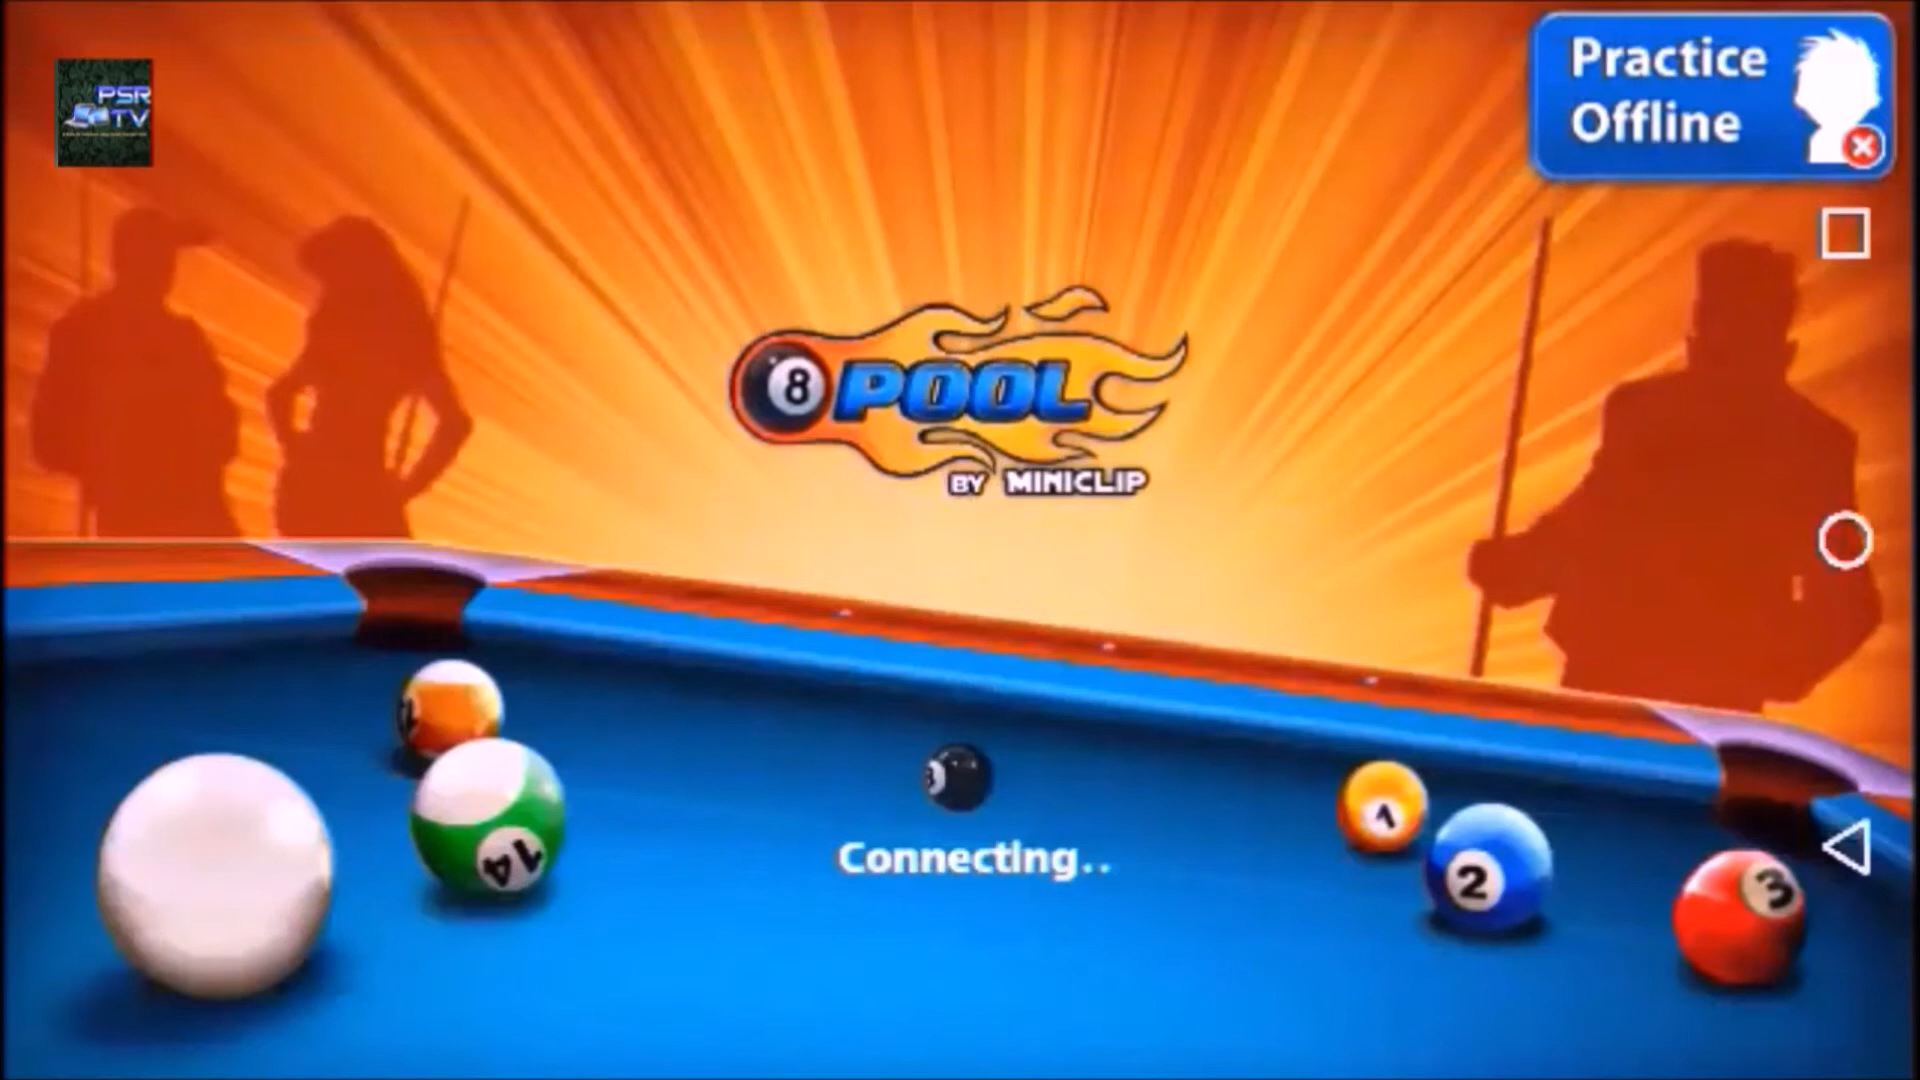 PSR
TV
Practice
Offline
8 POOL
BY MINICLIP
Connecting..
14
1
2
3